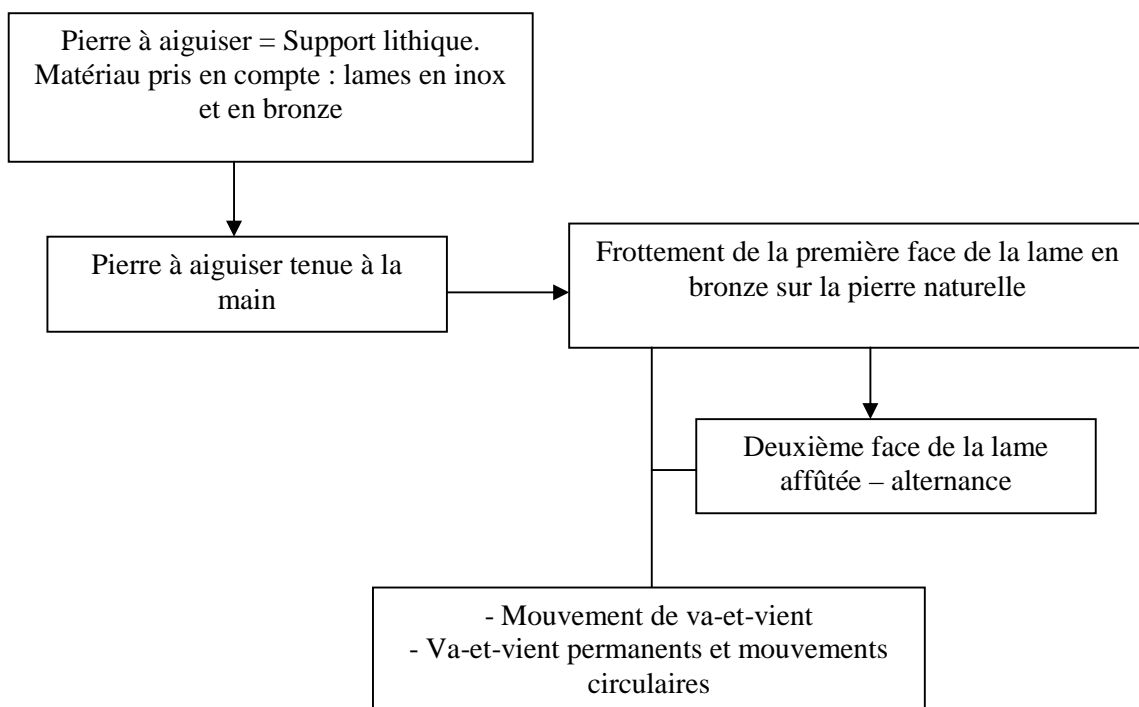 Pierre à aiguiser = Support lithique.
Matériau pris en compte : lames en inox
et en bronze
Pierre à aiguiser tenue à la
main
Frottement de la première face de la lame en
bronze sur la pierre naturelle
Deuxième face de la lame
affûtée – alternance
- Mouvement de va-et-vient
- Va-et-vient permanents et mouvements
circulaires